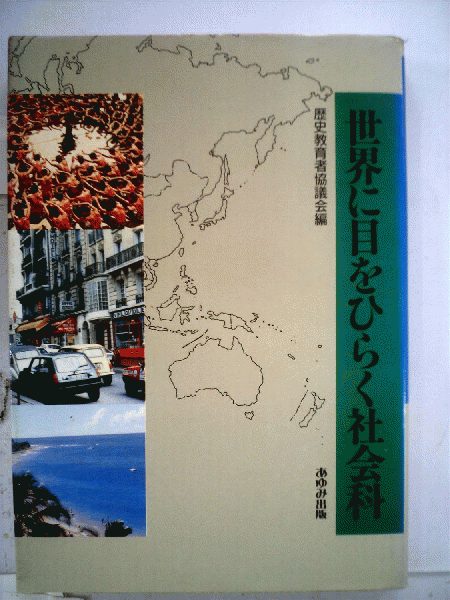 世界に目をひらく社会科
歴史教育者協議会編
あゆみ出版